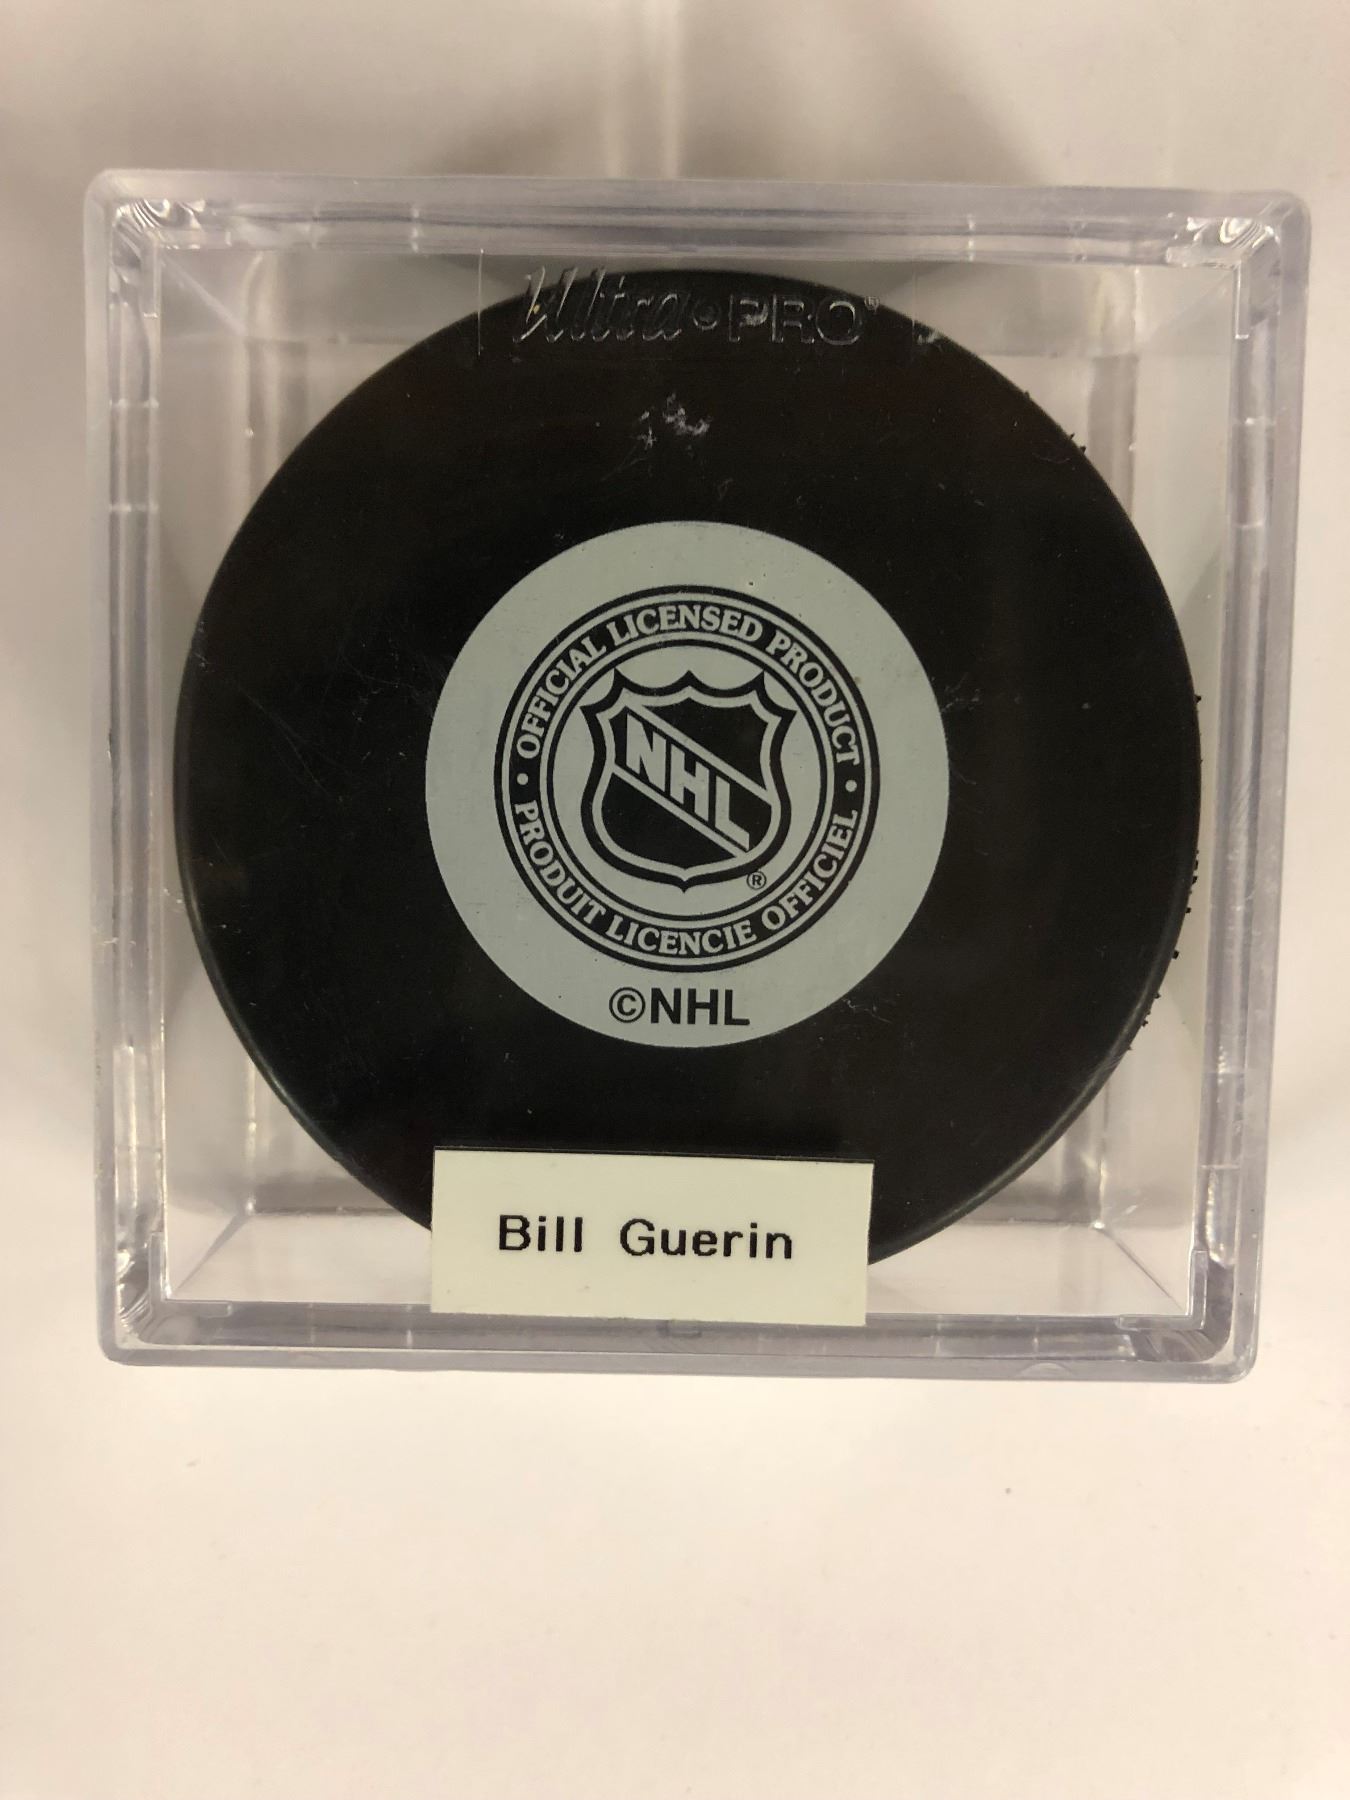 Ultra • PRO®
• OFFICIAL LICENSED PRODUCT •
NHL
®
PRODUIT LICENCIE OFFICIEL
©NHL
Bill Guerin